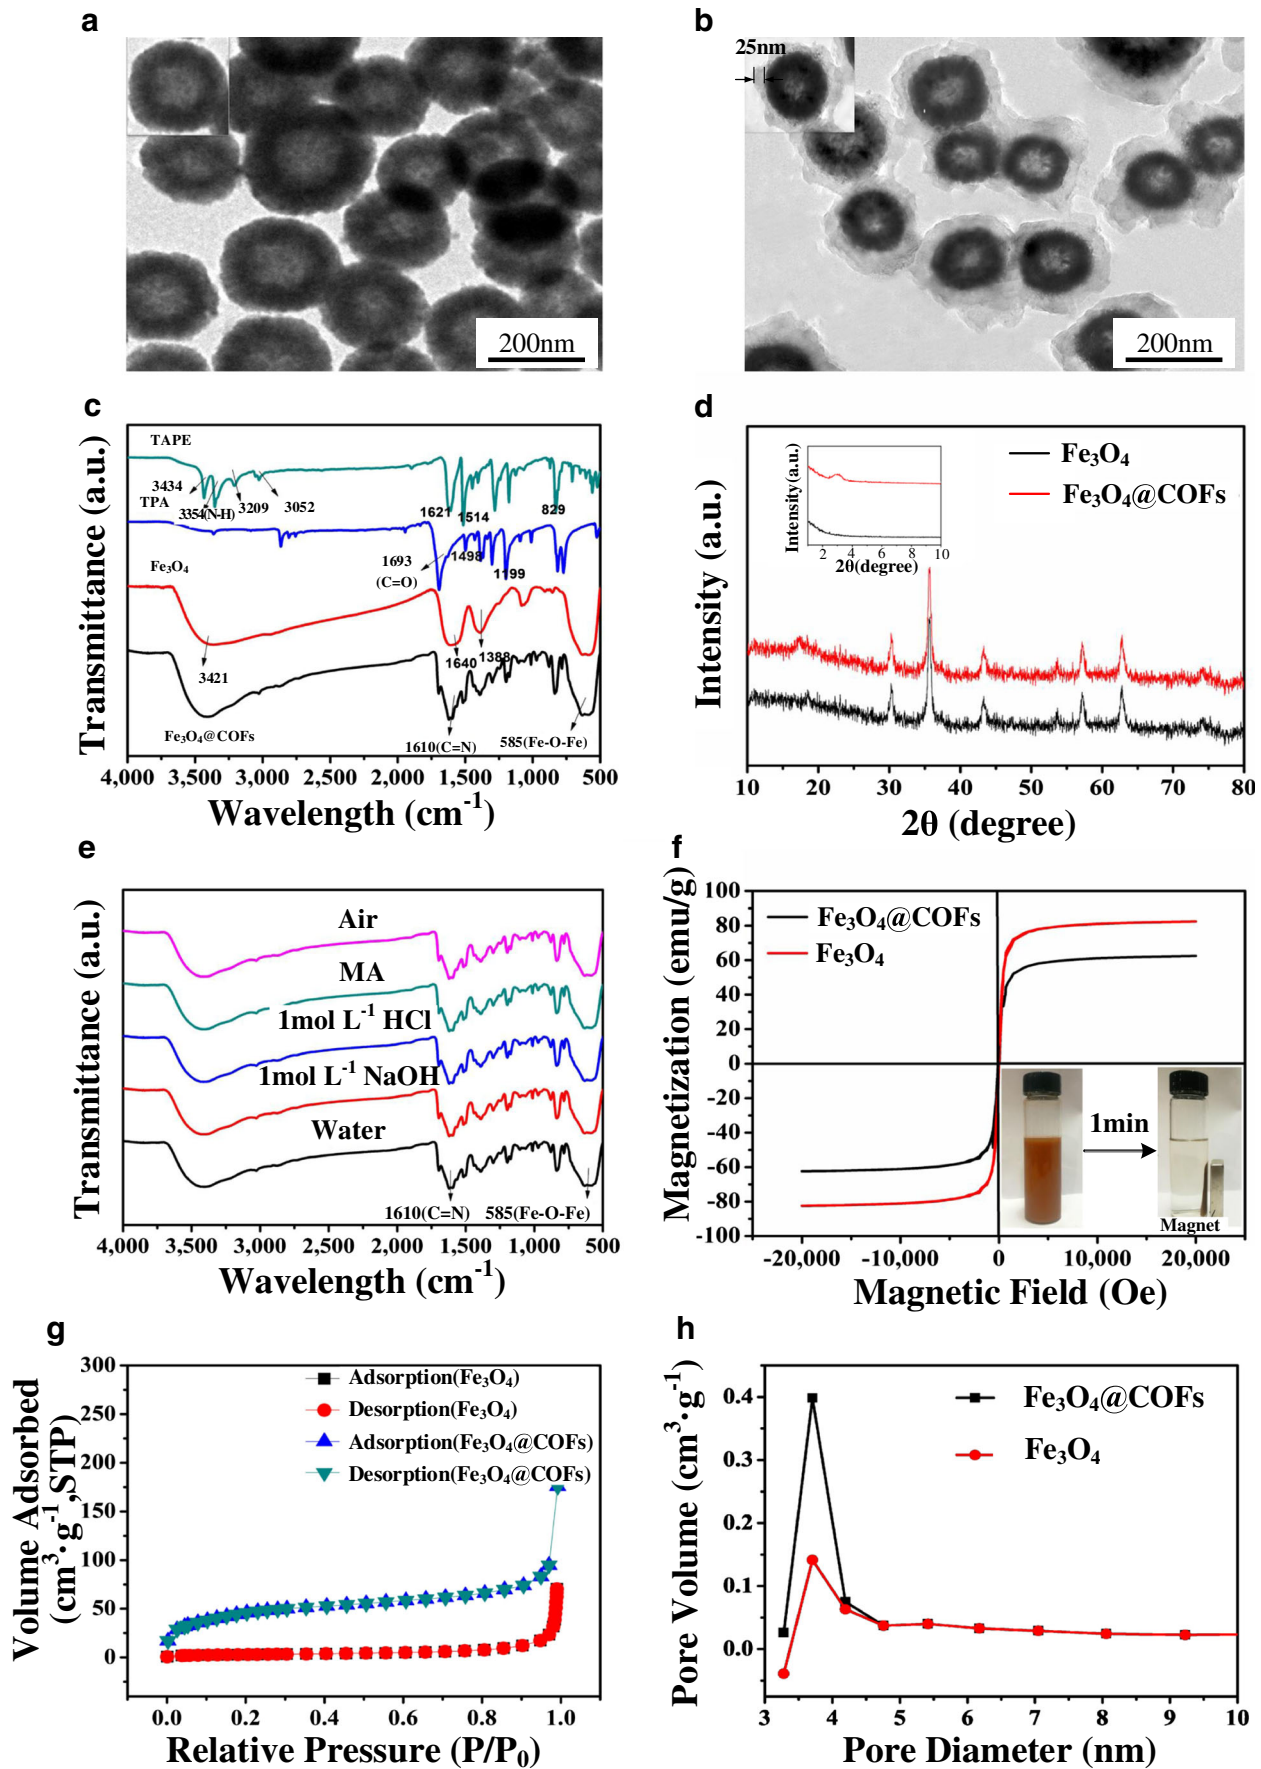 a
200nm
b
25nm
200nm
c
TAPE
3434
3354(N-H)
3209
3052
TPA
1621
1514
829
1693
(C=O)
1498
1199
Fe3O4
3421
1640
1388
Fe3O4@COFs
1610(C=N)
585(Fe-O-Fe)
Transmittance (a.u.)
4,000 3,500 3,000 2,500 2,000 1,500 1,000 500
Wavelength (cm-1)
d
Fe3O4
Fe3O4@COFs
Intensity(a.u.)
2 4 6 8 10
2θ(degree)
Intensity (a.u.)
10 20 30 40 50 60 70 80
2θ (degree)
e
Air
MA
1mol L-1 HCl
1mol L-1 NaOH
Water
1610(C=N)
585(Fe-O-Fe)
Transmittance (a.u.)
4,000 3,500 3,000 2,500 2,000 1,500 1,000 500
Wavelength (cm-1)
f
Fe3O4@COFs
Fe3O4
1min
Magnet
Magnetization (emu/g)
100
80
60
40
20
0
-20
-40
-60
-80
-100
-20,000 -10,000 0 10,000 20,000
Magnetic Field (Oe)
g
Adsorption(Fe3O4)
Desorption(Fe3O4)
Adsorption(Fe3O4@COFs)
Desorption(Fe3O4@COFs)
Volume Adsorbed
(cm3·g-1,STP)
300
250
200
150
100
50
0
0.0 0.2 0.4 0.6 0.8 1.0
Relative Pressure (P/P0)
h
Fe3O4@COFs
Fe3O4
Pore Volume (cm3·g-1)
0.4
0.3
0.2
0.1
0.0
3 4 5 6 7 8 9 10
Pore Diameter (nm)